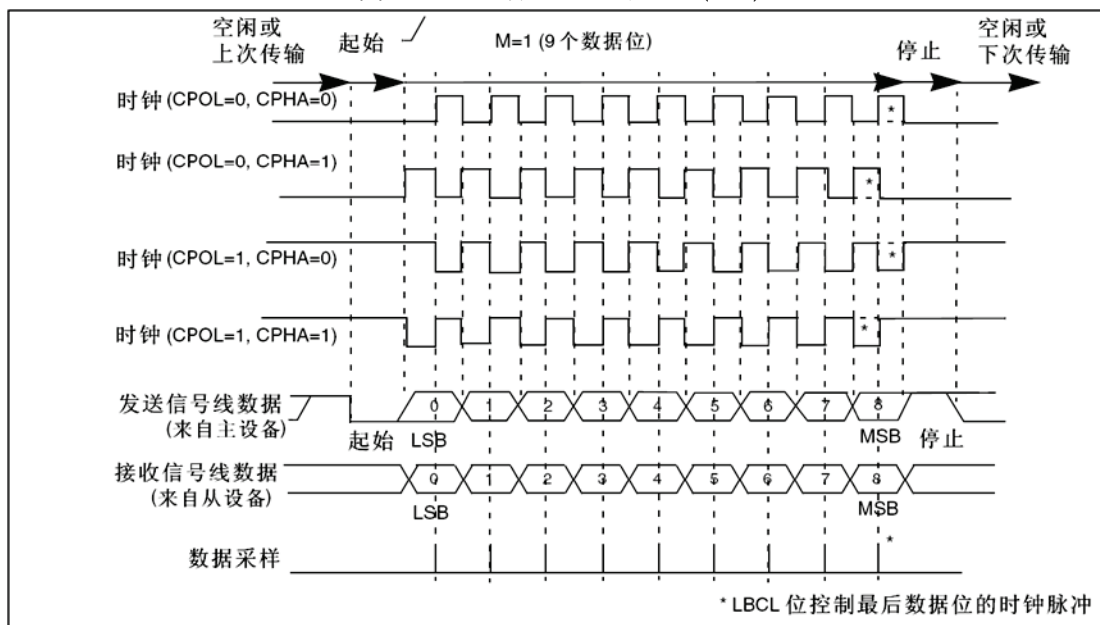 空闲或
上次传输
起始
M=1 (9 个数据位)
停止
空闲或
下次传输
时钟 (CPOL=0, CPHA=0)
*
时钟 (CPOL=0, CPHA=1)
*
时钟 (CPOL=1, CPHA=0)
*
时钟 (CPOL=1, CPHA=1)
*
发送信号线数据
(来自主设备)
0 1 2 3 4 5 6 7 8
起始
LSB
MSB
停止
接收信号线数据
(来自从设备)
0 1 2 3 4 5 6 7 8
LSB
MSB
数据采样
*
* LBCL 位控制最后数据位的时钟脉冲